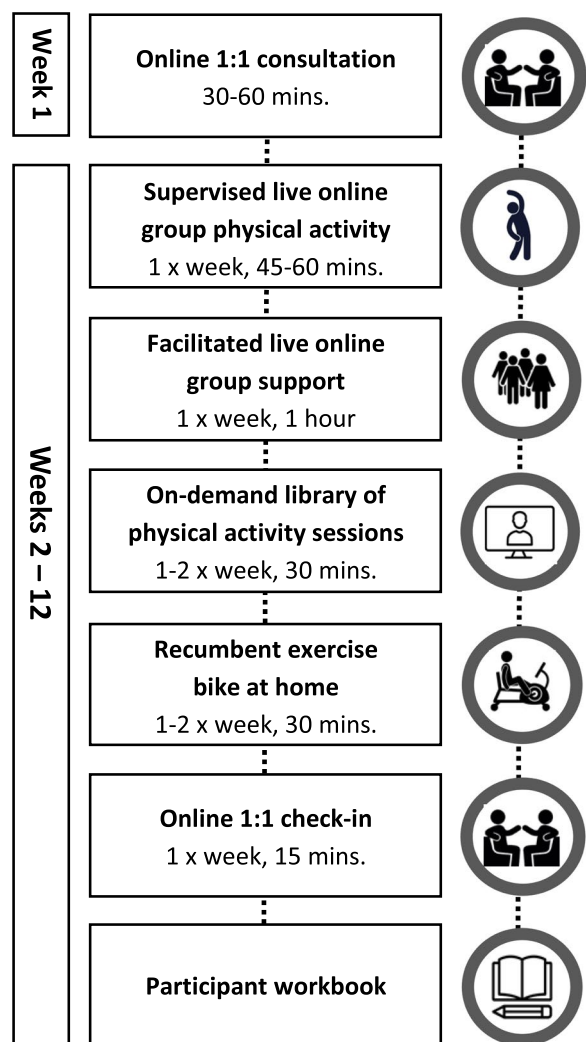 Week 1
Online 1:1 consultation
30-60 mins.
Weeks 2 – 12
Supervised live online
group physical activity
1 x week, 45-60 mins.
Facilitated live online
group support
1 x week, 1 hour
On-demand library of
physical activity sessions
1-2 x week, 30 mins.
Recumbent exercise
bike at home
1-2 x week, 30 mins.
Online 1:1 check-in
1 x week, 15 mins.
Participant workbook